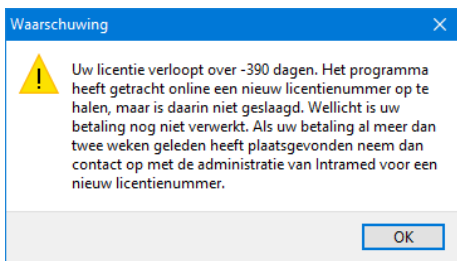 Waarschuwing
Uw licentie verloopt over -390 dagen. Het programma
heeft getracht online een nieuw licentienummer op te
halen, maar is daarin niet geslaagd. Wellicht is uw
betaling nog niet verwerkt. Als uw betaling al meer dan
twee weken geleden heeft plaatsgevonden neem dan
contact op met de administratie van Intramed voor een
nieuw licentienummer.
OK